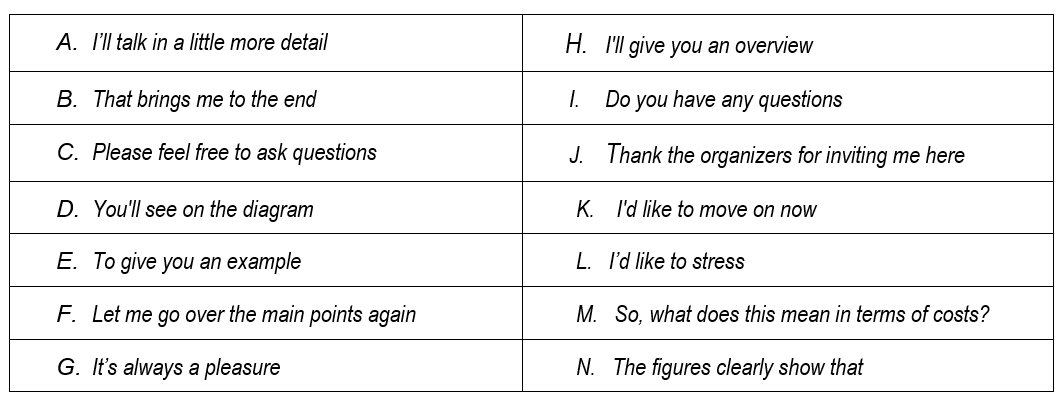 A. I’ll talk in a little more detail
H. I'll give you an overview
B. That brings me to the end
I. Do you have any questions
C. Please feel free to ask questions
J. Thank the organizers for inviting me here
D. You'll see on the diagram
K. I'd like to move on now
E. To give you an example
L. I’d like to stress
F. Let me go over the main points again
M. So, what does this mean in terms of costs?
G. It’s always a pleasure
N. The figures clearly show that